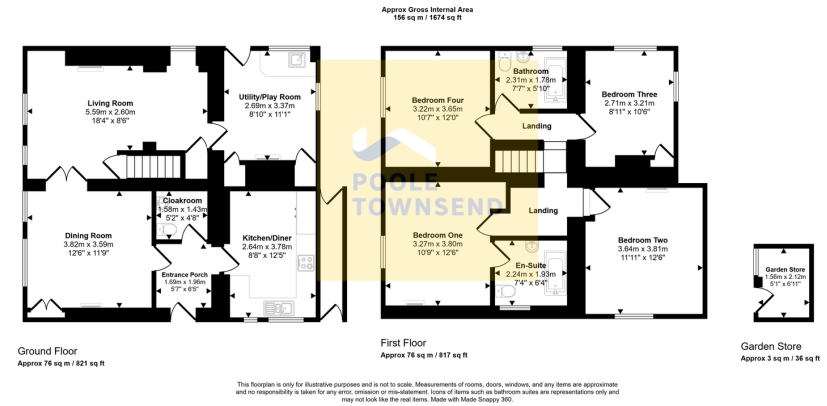 Approx Gross Internal Area
156 sq m / 1674 sq ft
Living Room
5.59m x 2.60m
18'4" x 8'6"
Utility/Play Room
2.69m x 3.37m
8'10" x 11'1"
Dining Room
3.82m x 3.59m
12'6" x 11'9"
Cloakroom
1.58m x 1.43m
5'2" x 4'8"
Entrance Porch
1.69m x 1.96m
5'7" x 6'5"
Kitchen/Diner
2.64m x 3.78m
8'8" x 12'5"
Ground Floor
Approx 76 sq m / 821 sq ft
Bedroom Four
3.22m x 3.65m
10'7" x 12'0"
Bathroom
2.31m x 1.78m
7'7" x 5'10"
Bedroom Three
2.71m x 3.21m
8'11" x 10'6"
Landing
POOLE
TOWNSEND
Landing
Bedroom One
3.27m x 3.80m
10'9" x 12'6"
En-Suite
2.24m x 1.93m
7'4" x 6'4"
Bedroom Two
3.64m x 3.81m
11'11" x 12'6"
First Floor
Approx 76 sq m / 817 sq ft
Garden Store
1.56m x 2.12m
5'1" x 6'11"
Garden Store
Approx 3 sq m / 36 sq ft
This floorplan is only for illustrative purposes and is not to scale. Measurements of rooms, doors, windows, and any items are approximate
and no responsibility is taken for any error, omission or mis-statement. Icons of items such as bathroom suites are representations only and
may not look like the real items. Made with Made Snappy 360.